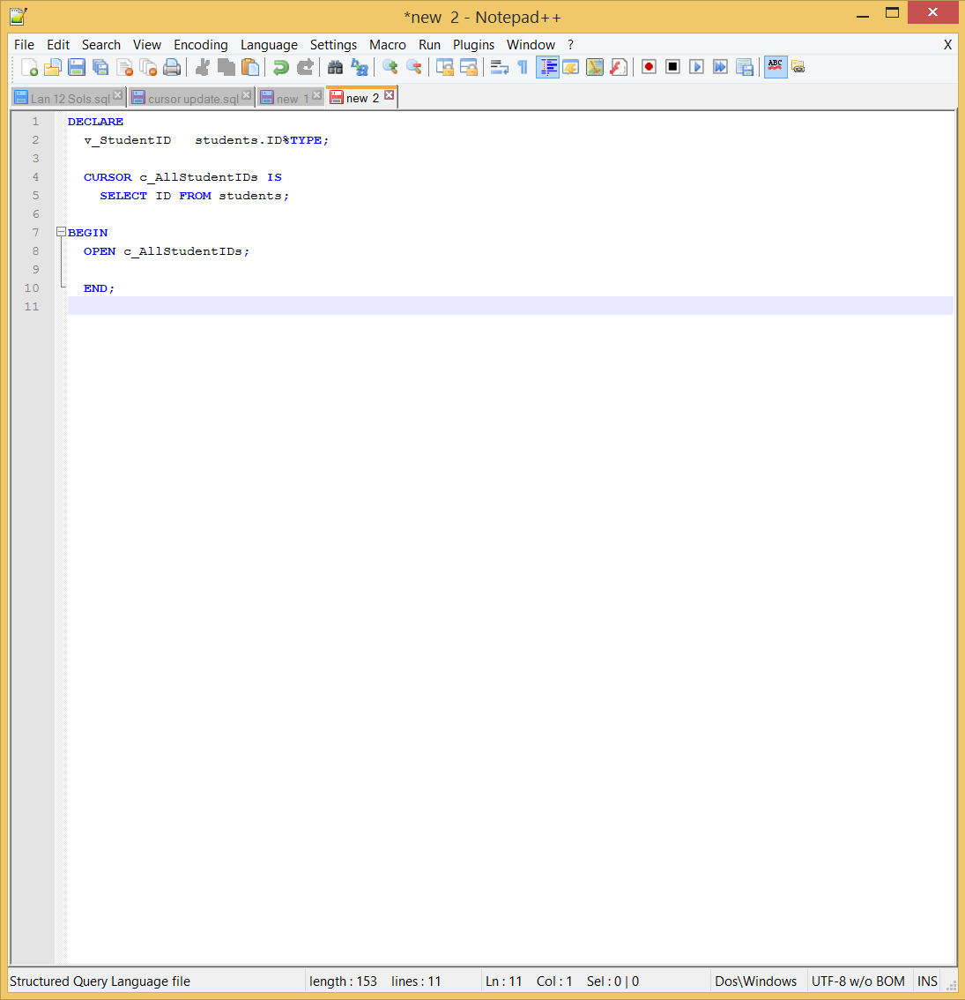 *new  2 - Notepad++
File Edit Search View Encoding Language Settings Macro Run Plugins Window ? X
ABC
Lan 12 Sols.sql cursor update.sql new  1 new  2
1 DECLARE
2 v_StudentID   students.ID%TYPE;
3
4 CURSOR c_AllStudentIDs IS
5 SELECT ID FROM students;
6
7 BEGIN
8 OPEN c_AllStudentIDs;
9
10 END;
11
Structured Query Language file length : 153 lines : 11 Ln : 11 Col : 1 Sel : 0 | 0 Dos\Windows UTF-8 w/o BOM INS